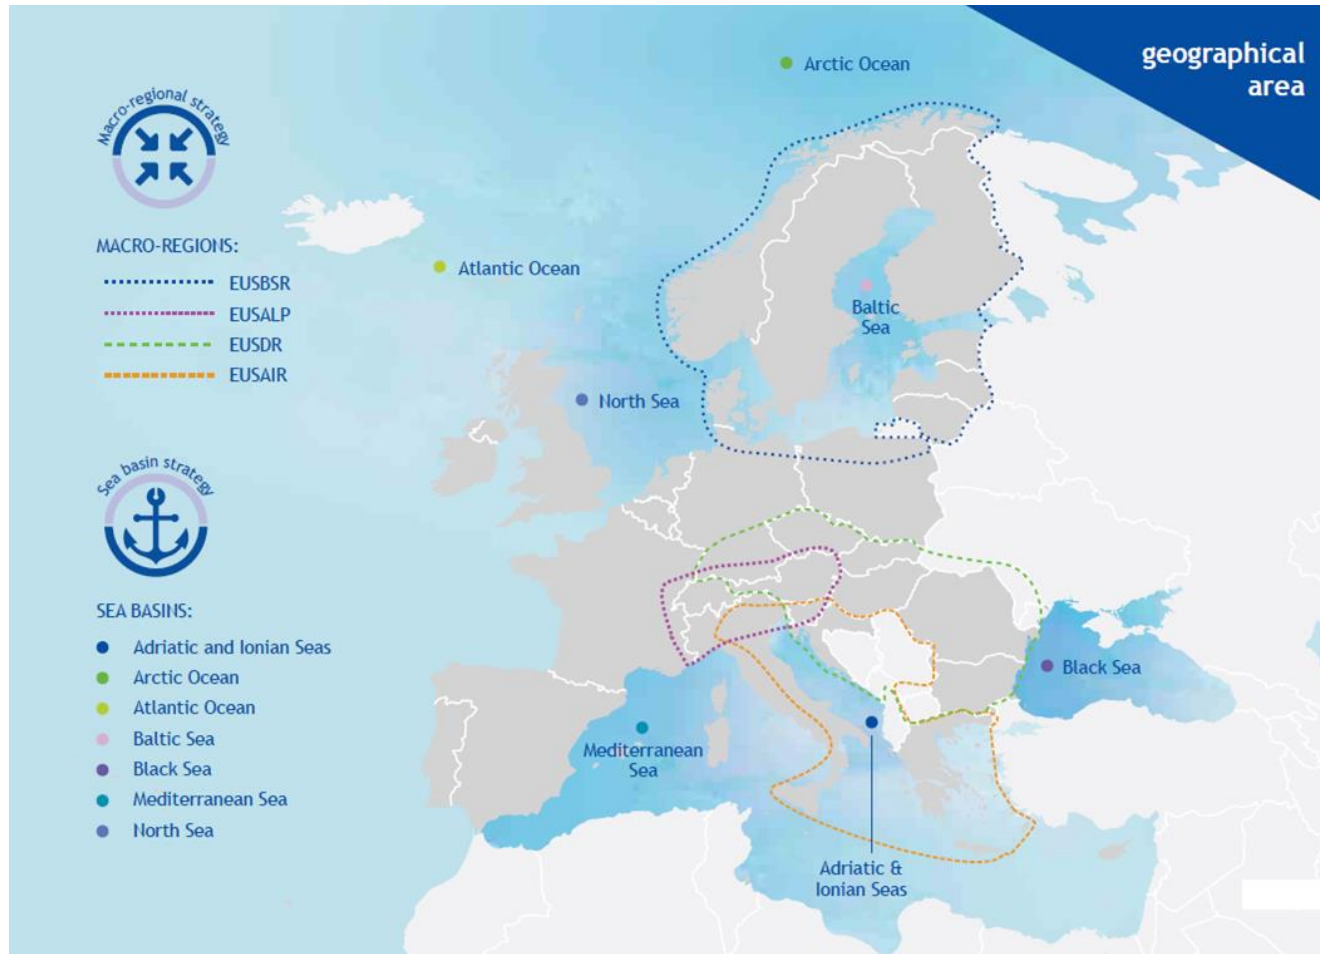 geographical
area
Macro-regional strategy
MACRO-REGIONS:
EUSBSR
EUSALP
EUSDR
EUSAIR
Sea basin strategy
SEA BASINS:
Adriatic and Ionian Seas
Arctic Ocean
Atlantic Ocean
Baltic Sea
Black Sea
Mediterranean Sea
North Sea
Arctic Ocean
Atlantic Ocean
Baltic
Sea
North Sea
Black Sea
Mediterranean
Sea
Adriatic &
Ionian Seas